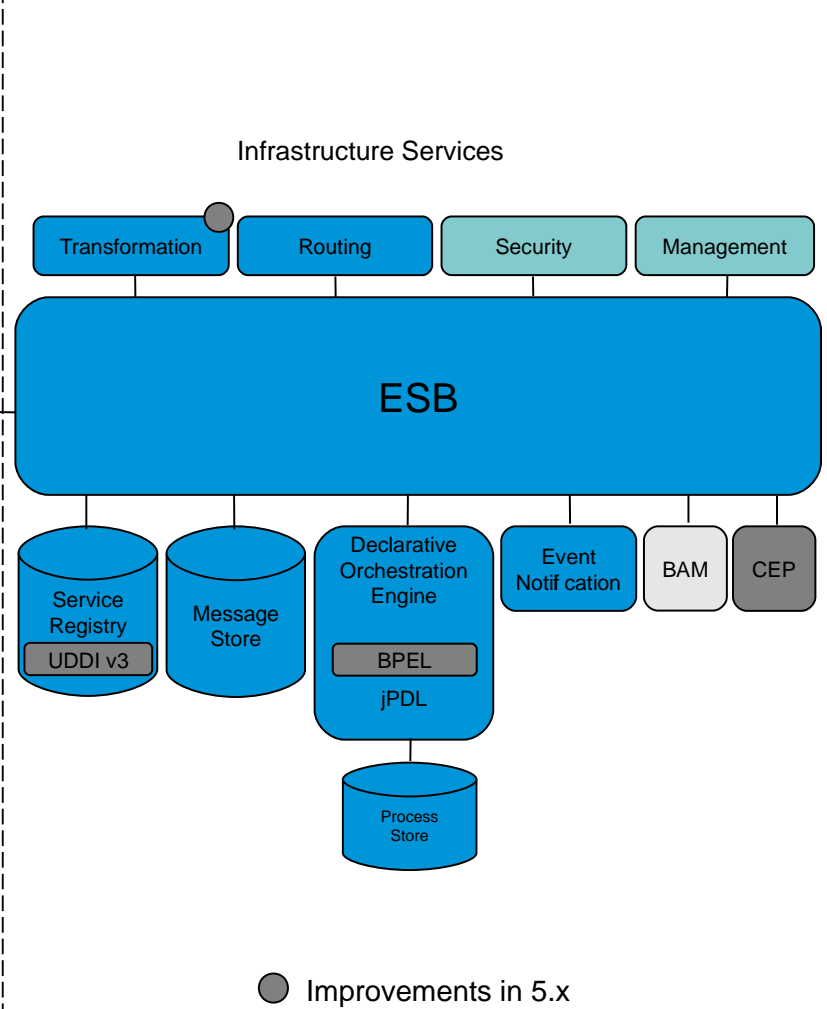 Infrastructure Services
Transformation
Routing
Security
Management
ESB
Service
Registry
UDDI v3
Message
Store
Declarative
Orchestration
Engine
BPEL
jPDL
Event
Notif cation
BAM
CEP
Process
Store
Improvements in 5.x